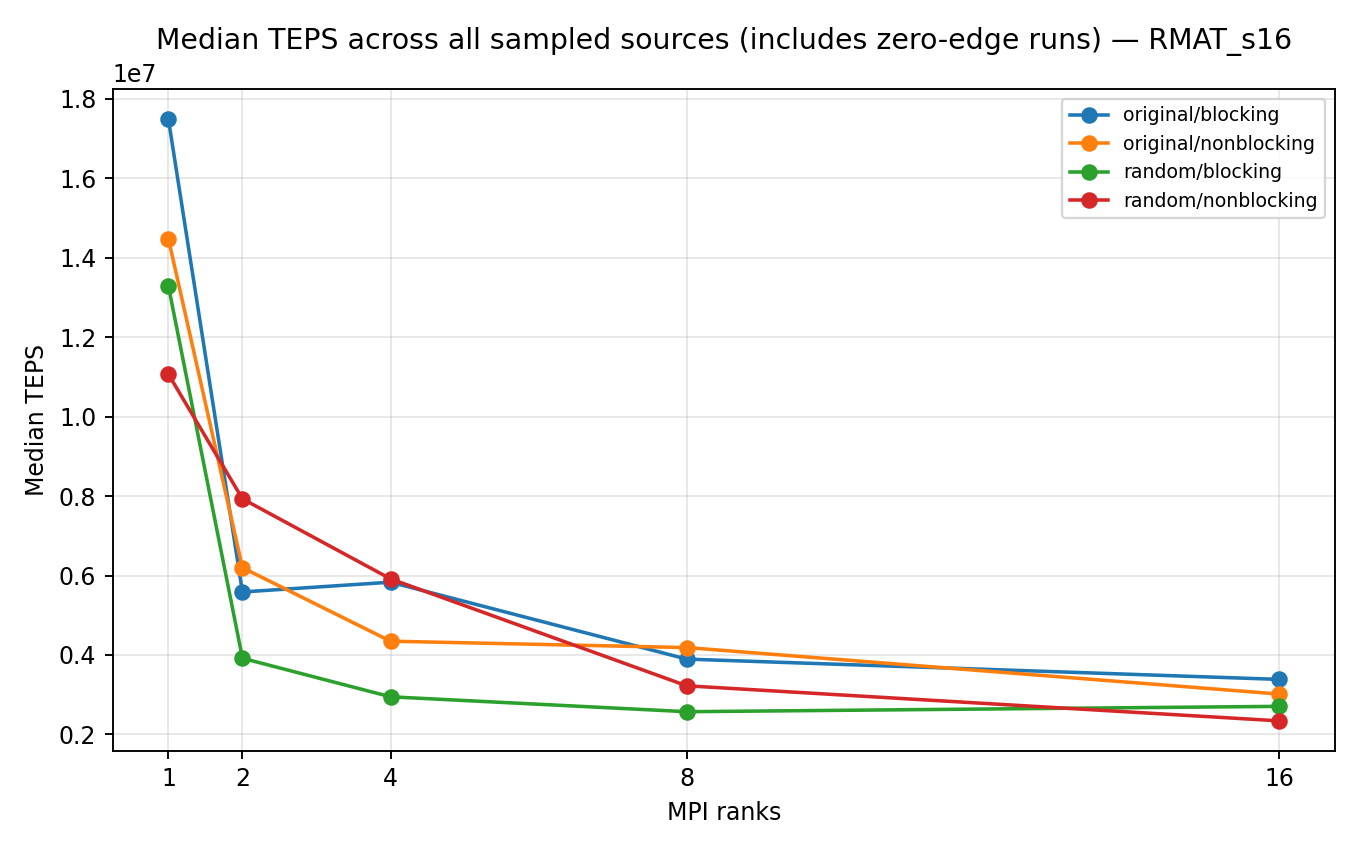 Median TEPS across all sampled sources (includes zero-edge runs) — RMAT_s16
1e7
1.8
1.6
1.4
1.2
1.0
0.8
0.6
0.4
0.2
Median TEPS
original/blocking
original/nonblocking
random/blocking
random/nonblocking
1 2 4 8 16
MPI ranks